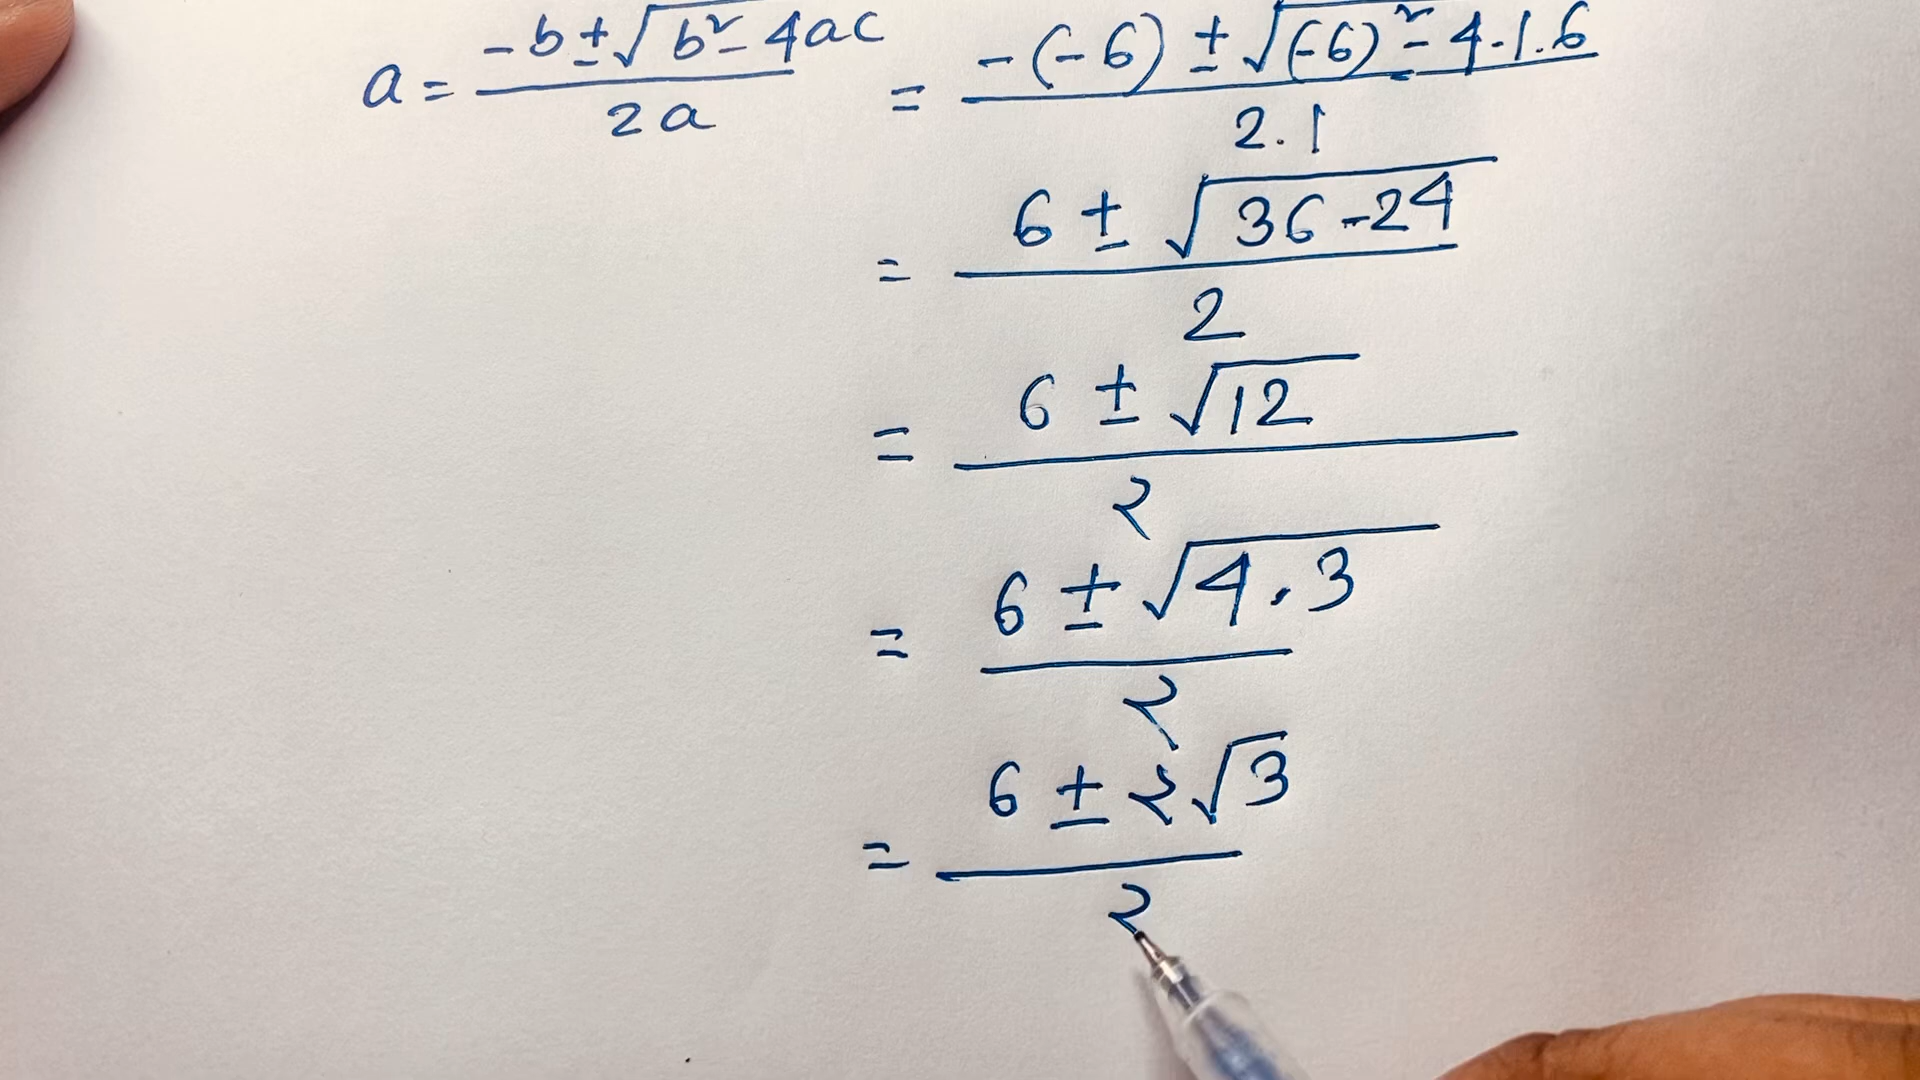 a = (-b ± √(b² - 4ac)) / 2a = (-(-6) ± √((-6)² - 4.1.6)) / 2.1
= (6 ± √(36 - 24)) / 2
= (6 ± √12) / 2
= (6 ± √(4.3)) / 2
= (6 ± 2√3) / 2